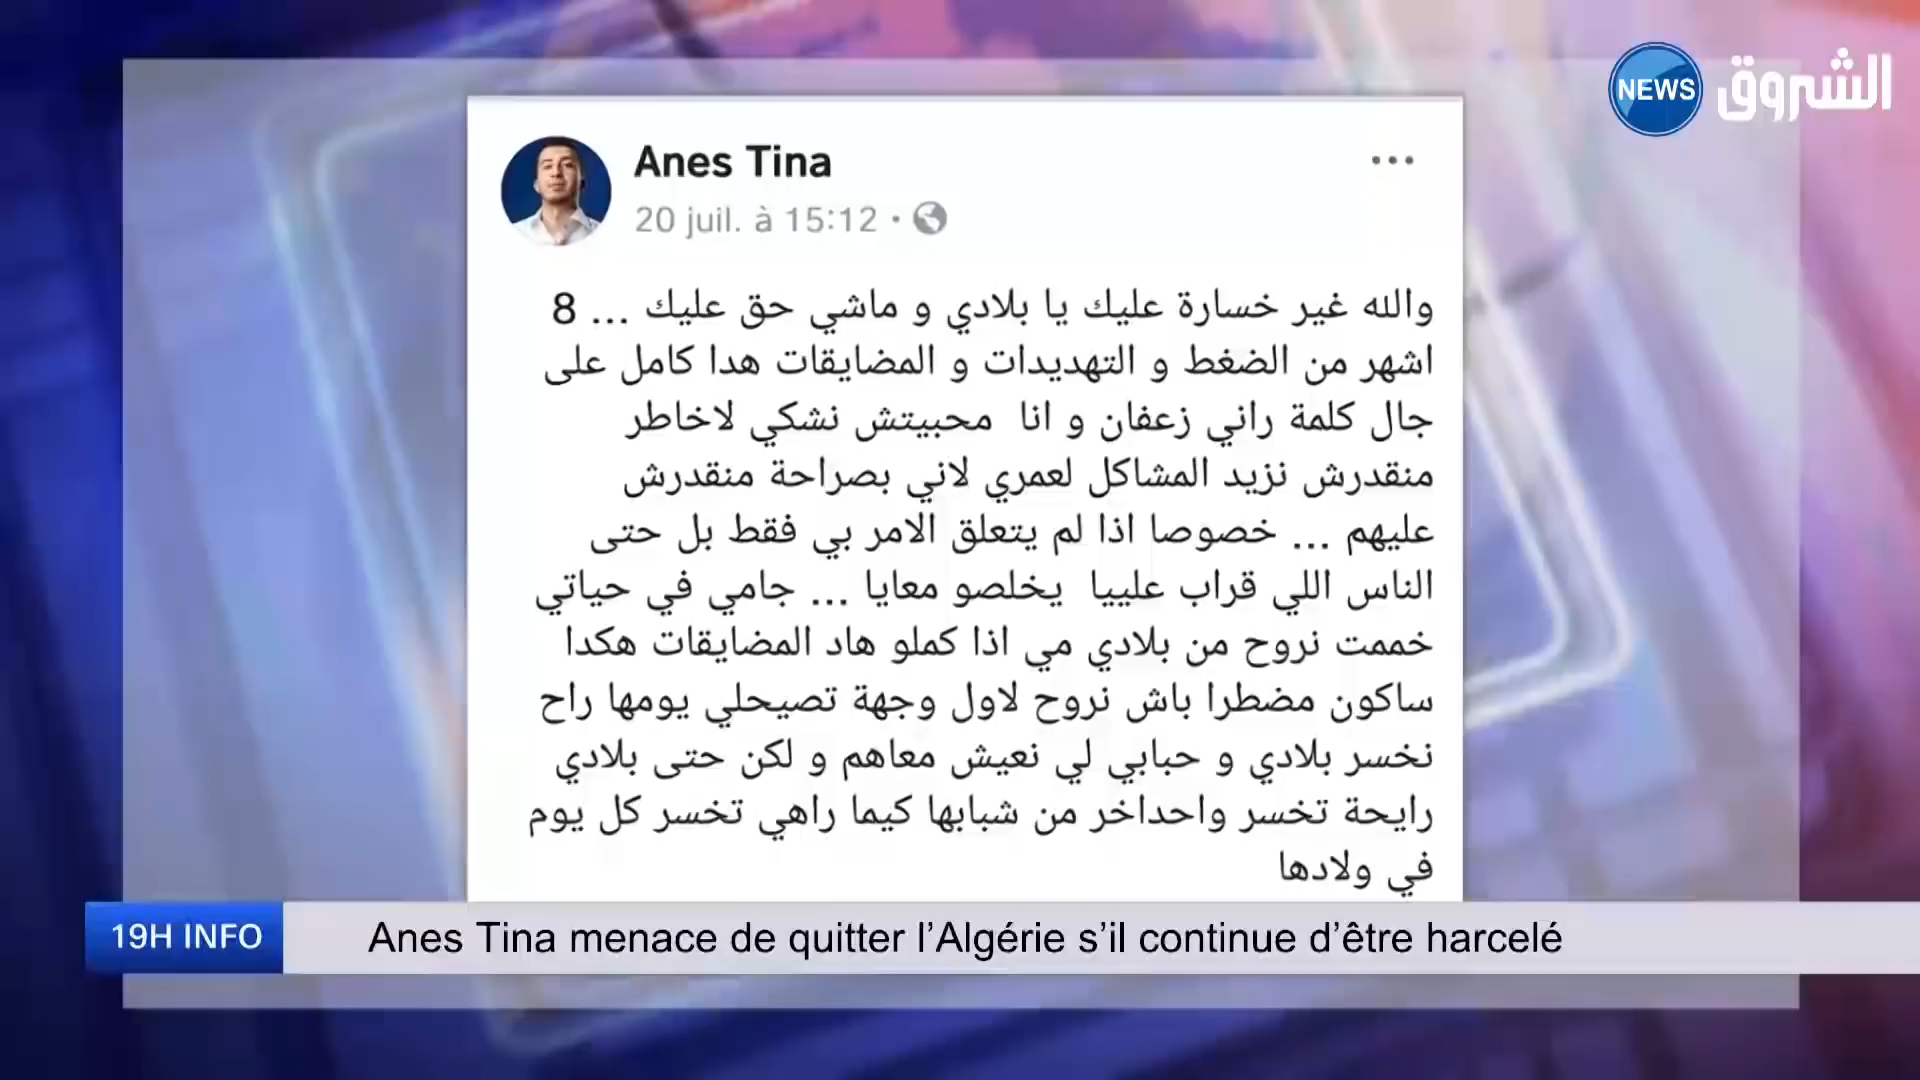 NEWS الشروق
Anes Tina
20 juil. à 15:12
والله غير خسارة عليك يا بلادي و ماشي حق عليك ... 8
اشهر من الضغط و التهديدات و المضايقات هدا كامل على
جال كلمة راني زعفان و انا محبيتش نشكي لاخاطر
منقدرش نزيد المشاكل لعمري لاني بصراحة منقدرش
عليهم ... خصوصا اذا لم يتعلق الامر بي فقط بل حتى
الناس اللي قراب علييا يخلصو معايا ... جامي في حياتي
خممت نروح من بلادي مي اذا كملو هاد المضايقات هكدا
ساكون مضطرا باش نروح لاول وجهة تصيحلي يومها راح
نخسر بلادي و حبابي لي نعيش معاهم و لكن حتى بلادي
رايحة تخسر واحداخر من شبابها كيما راهي تخسر كل يوم
في ولادها
19H INFO
Anes Tina menace de quitter l’Algérie s’il continue d’être harcelé